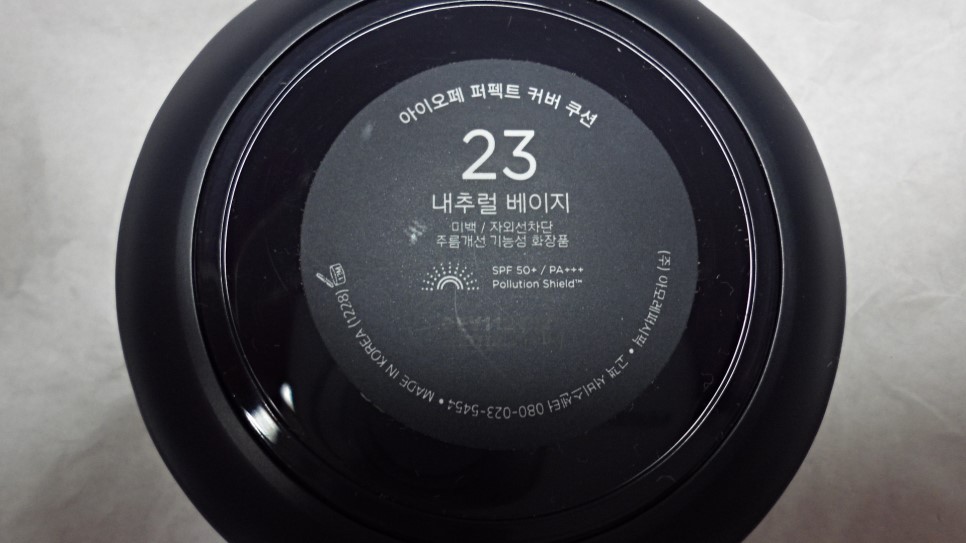 아이오페 퍼펙트 커버 쿠션
23
내추럴 베이지
미백 / 자외선차단
주름개선 기능성 화장품
SPF 50+ / PA+++
Pollution Shield™
(주) 아모레퍼시픽 • 고객 서비스센터 080-023-5454 • MADE IN KOREA (1228)